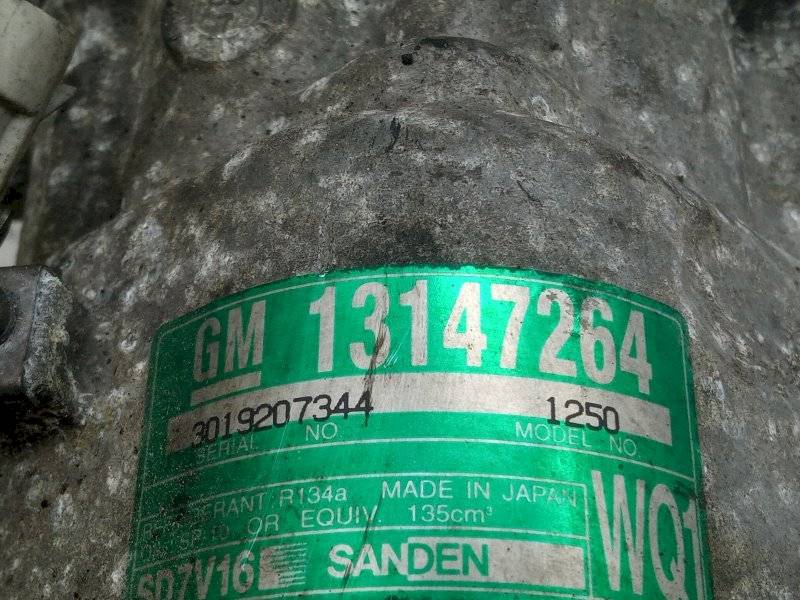 GM 13147264
3019207344 1250
SERIAL NO. MODEL NO.
REFRIGERANT R134a MADE IN JAPAN
OR EQUIV. 135cm³
WQ1
SD7V16 SANDEN